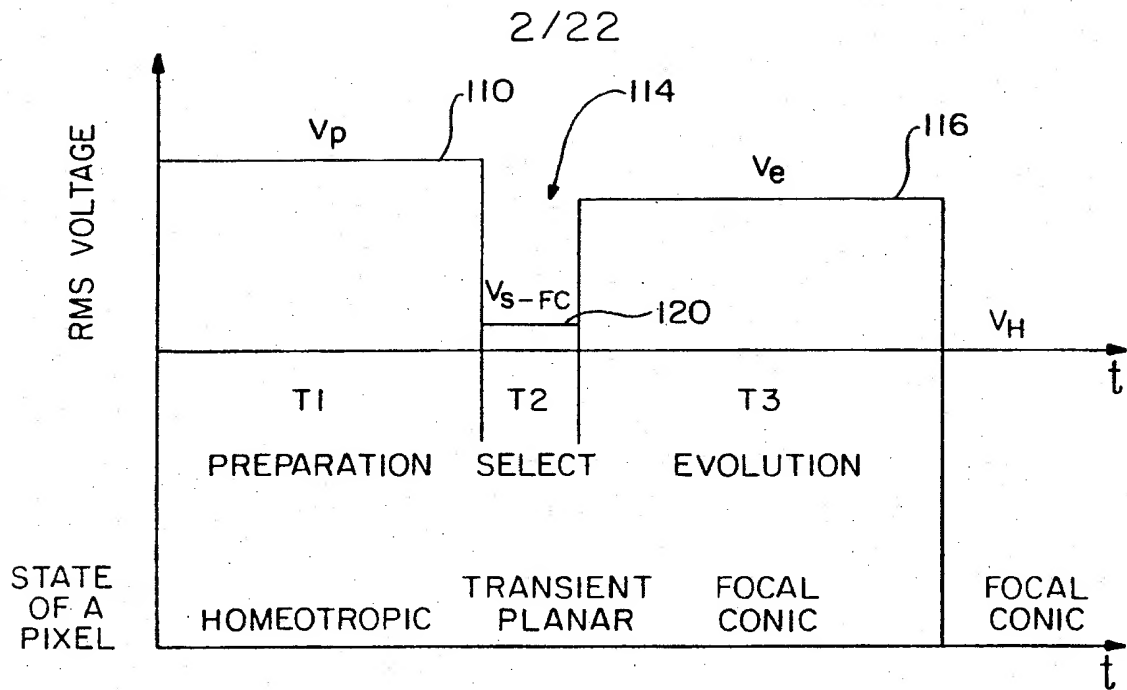 2/22
110
114
116
Vp
Ve
RMS VOLTAGE
Vs-FC
120
VH
t
T1
T2
T3
PREPARATION
SELECT
EVOLUTION
STATE
OF A
PIXEL
HOMEOTROPIC
TRANSIENT
PLANAR
FOCAL
CONIC
FOCAL
CONIC
t